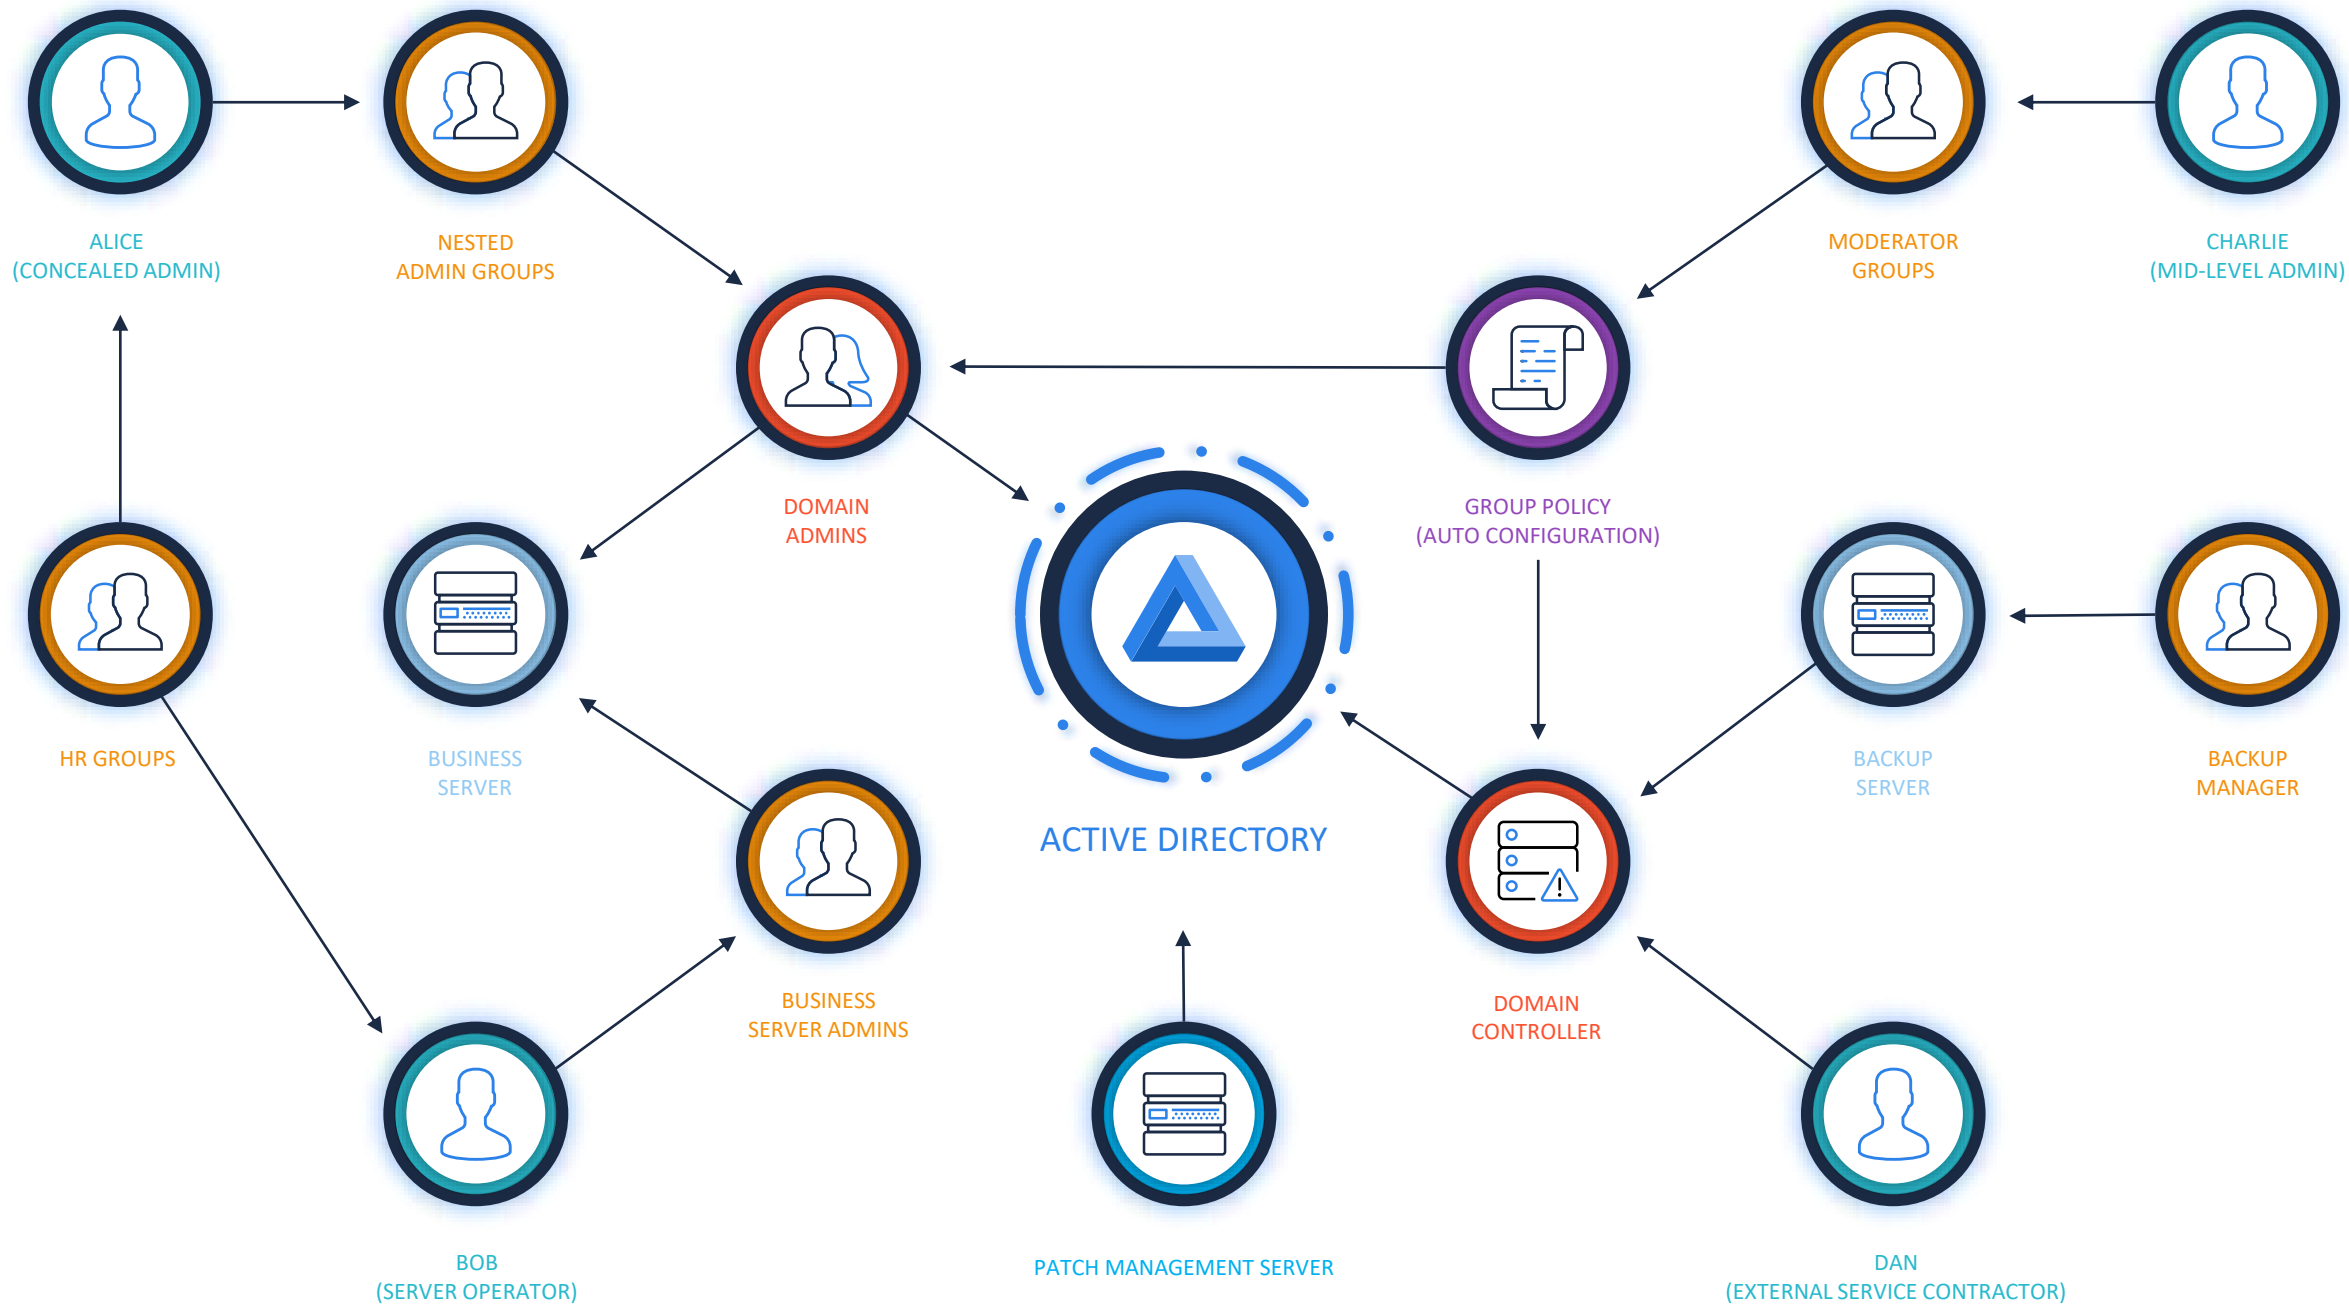 ALICE
(CONCEALED ADMIN)
NESTED
ADMIN GROUPS
MODERATOR
GROUPS
CHARLIE
(MID-LEVEL ADMIN)
DOMAIN
ADMINS
GROUP POLICY
(AUTO CONFIGURATION)
HR GROUPS
BUSINESS
SERVER
BACKUP
SERVER
BACKUP
MANAGER
ACTIVE DIRECTORY
BUSINESS
SERVER ADMINS
DOMAIN
CONTROLLER
BOB
(SERVER OPERATOR)
PATCH MANAGEMENT SERVER
DAN
(EXTERNAL SERVICE CONTRACTOR)